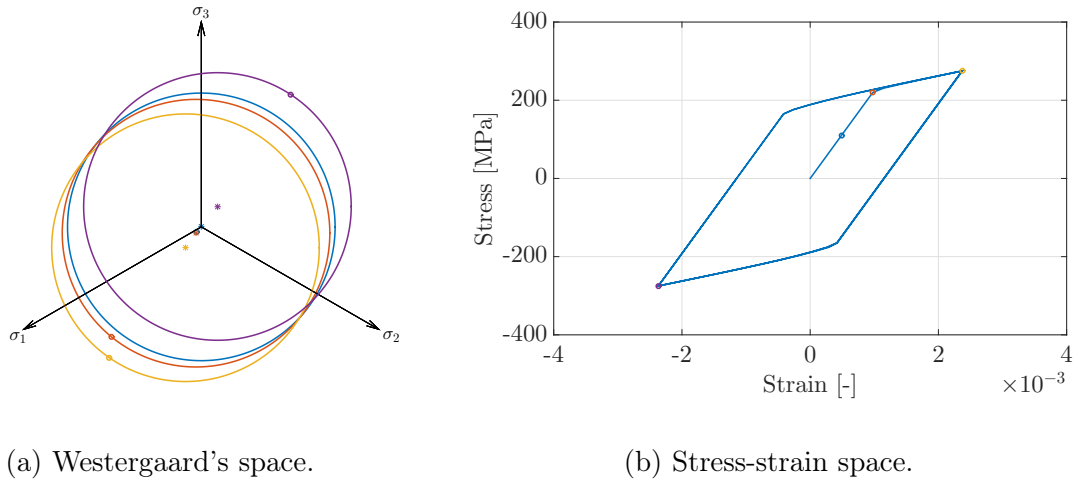 σ₃
σ₁
σ₂
400
200
0
-200
-400
Stress [MPa]
-4
-2
0
2
4
Strain [-]
×10⁻³
(a) Westergaard's space.
(b) Stress-strain space.